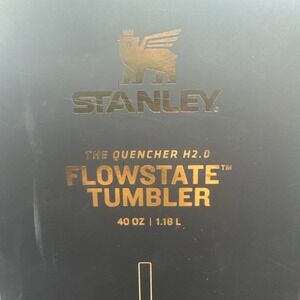 STANLEY
THE QUENCHER H2.0
FLOWSTATE™
TUMBLER
40 OZ | 1.18 L